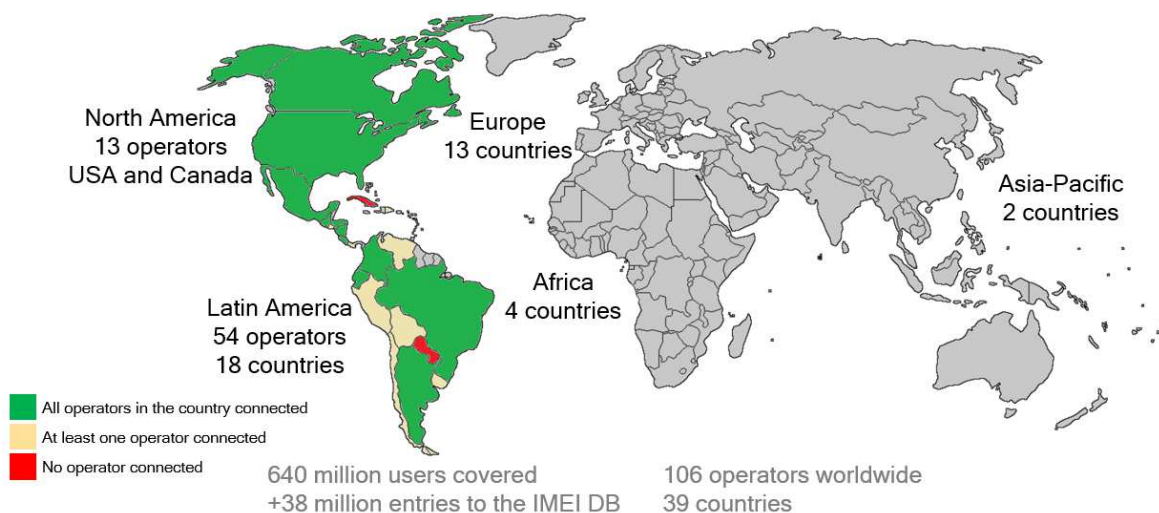 North America
13 operators
USA and Canada
Europe
13 countries
Asia-Pacific
2 countries
Africa
4 countries
Latin America
54 operators
18 countries
All operators in the country connected
At least one operator connected
No operator connected
640 million users covered
+38 million entries to the IMEI DB
106 operators worldwide
39 countries